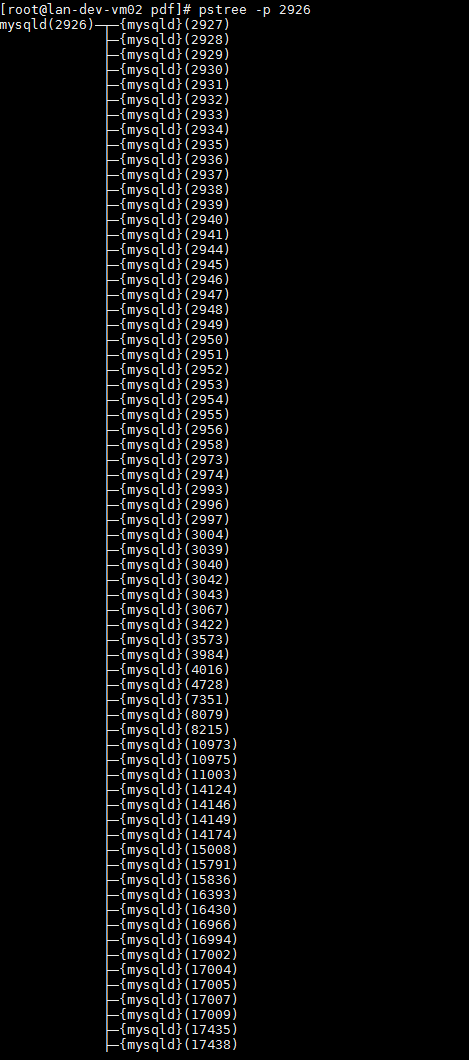 [root@lan-dev-vm02 pdf]# pstree -p 2926
mysqld(2926)─┬─{mysqld}(2927)
             ├─{mysqld}(2928)
             ├─{mysqld}(2929)
             ├─{mysqld}(2930)
             ├─{mysqld}(2931)
             ├─{mysqld}(2932)
             ├─{mysqld}(2933)
             ├─{mysqld}(2934)
             ├─{mysqld}(2935)
             ├─{mysqld}(2936)
             ├─{mysqld}(2937)
             ├─{mysqld}(2938)
             ├─{mysqld}(2939)
             ├─{mysqld}(2940)
             ├─{mysqld}(2941)
             ├─{mysqld}(2944)
             ├─{mysqld}(2945)
             ├─{mysqld}(2946)
             ├─{mysqld}(2947)
             ├─{mysqld}(2948)
             ├─{mysqld}(2949)
             ├─{mysqld}(2950)
             ├─{mysqld}(2951)
             ├─{mysqld}(2952)
             ├─{mysqld}(2953)
             ├─{mysqld}(2954)
             ├─{mysqld}(2955)
             ├─{mysqld}(2956)
             ├─{mysqld}(2958)
             ├─{mysqld}(2973)
             ├─{mysqld}(2974)
             ├─{mysqld}(2993)
             ├─{mysqld}(2996)
             ├─{mysqld}(2997)
             ├─{mysqld}(3004)
             ├─{mysqld}(3039)
             ├─{mysqld}(3040)
             ├─{mysqld}(3042)
             ├─{mysqld}(3043)
             ├─{mysqld}(3067)
             ├─{mysqld}(3422)
             ├─{mysqld}(3573)
             ├─{mysqld}(3984)
             ├─{mysqld}(4016)
             ├─{mysqld}(4728)
             ├─{mysqld}(7351)
             ├─{mysqld}(8079)
             ├─{mysqld}(8215)
             ├─{mysqld}(10973)
             ├─{mysqld}(10975)
             ├─{mysqld}(11003)
             ├─{mysqld}(14124)
             ├─{mysqld}(14146)
             ├─{mysqld}(14149)
             ├─{mysqld}(14174)
             ├─{mysqld}(15008)
             ├─{mysqld}(15791)
             ├─{mysqld}(15836)
             ├─{mysqld}(16393)
             ├─{mysqld}(16430)
             ├─{mysqld}(16966)
             ├─{mysqld}(16994)
             ├─{mysqld}(17002)
             ├─{mysqld}(17004)
             ├─{mysqld}(17005)
             ├─{mysqld}(17007)
             ├─{mysqld}(17009)
             ├─{mysqld}(17435)
             ├─{mysqld}(17438)